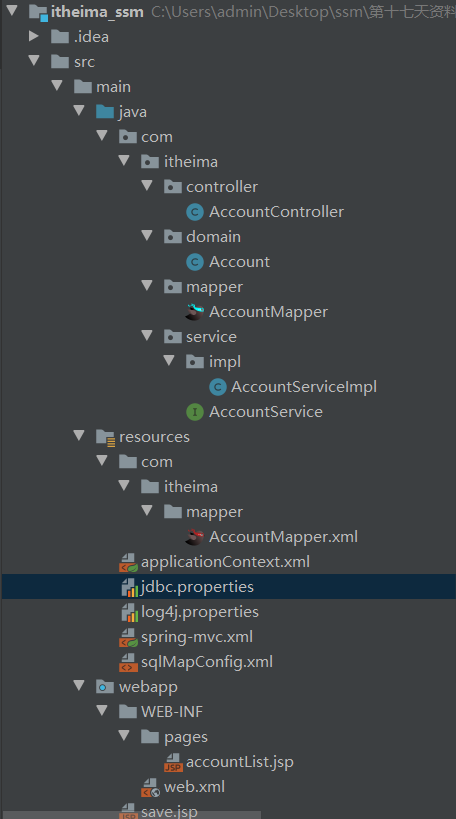 itheima_ssm C:\Users\admin\Desktop\ssm\第十七天资料
.idea
src
main
java
com
itheima
controller
C AccountController
domain
C Account
mapper
AccountMapper
service
impl
C AccountServiceImpl
I AccountService
resources
com
itheima
mapper
AccountMapper.xml
applicationContext.xml
jdbc.properties
log4j.properties
spring-mvc.xml
sqlMapConfig.xml
webapp
WEB-INF
pages
JSP accountList.jsp
web.xml
save.jsp